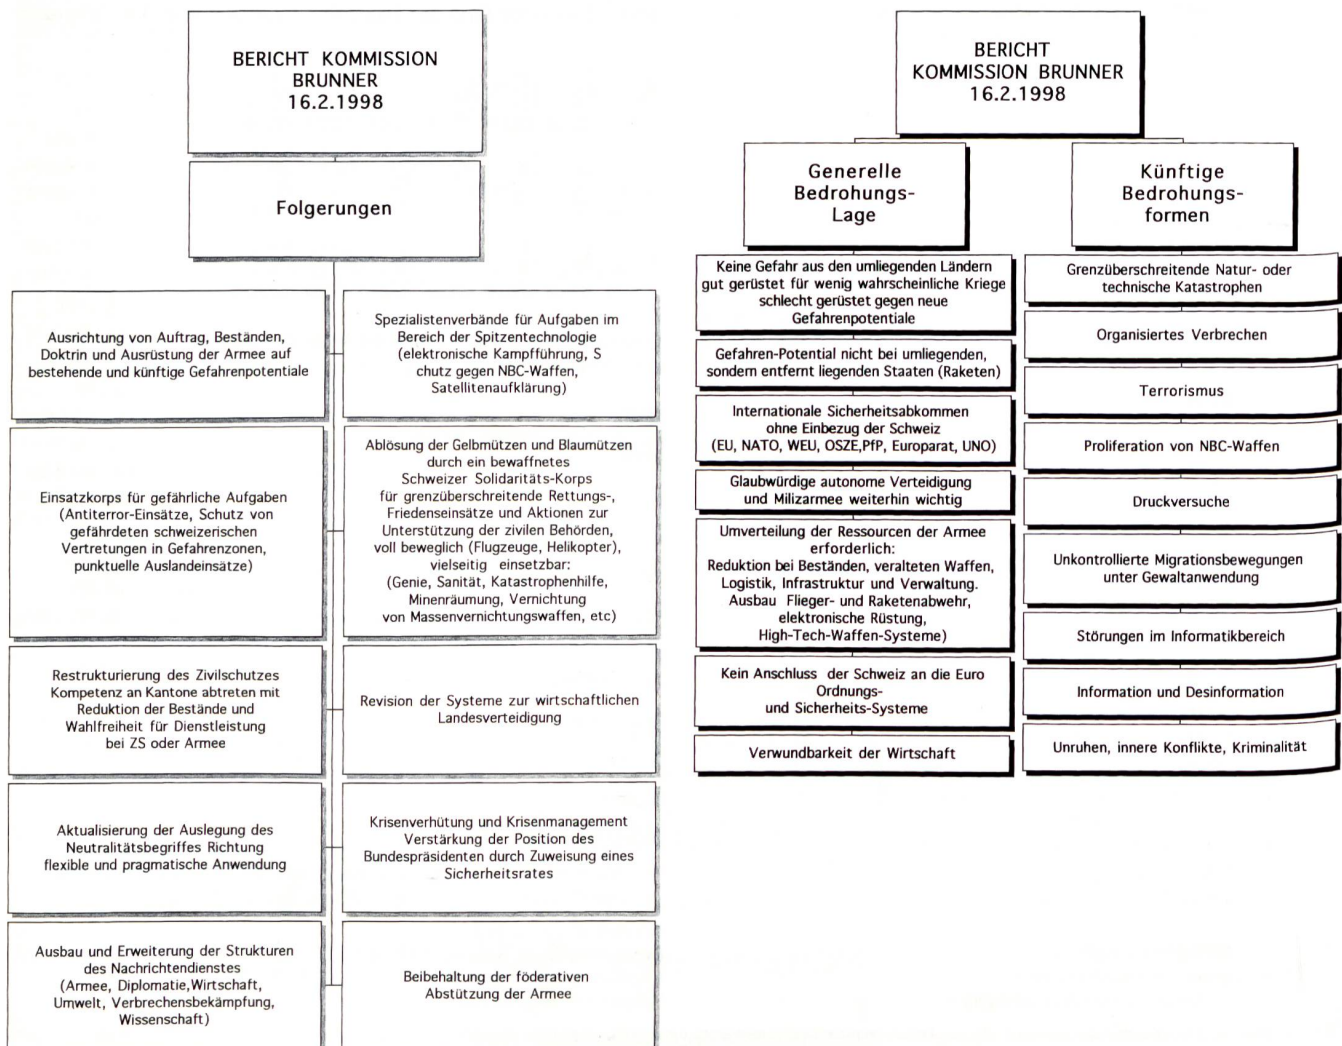 BERICHT KOMMISSION
BRUNNER
16.2.1998
Folgerungen
Ausrichtung von Auftrag, Beständen,
Doktrin und Ausrüstung der Armee auf
bestehende und künftige Gefahrenpotentiale
Spezialistenverbände für Aufgaben im
Bereich der Spitzentechnologie
(elektronische Kampfführung, S
chutz gegen NBC-Waffen,
Satellitenaufklärung)
Einsatzkorps für gefährliche Aufgaben
(Antiterror-Einsätze, Schutz von
gefährdeten schweizerischen
Vertretungen in Gefahrenzonen,
punktuelle Auslandeinsätze)
Ablösung der Gelbmützen und Blaumützen
durch ein bewaffnetes
Schweizer Solidaritäts-Korps
für grenzüberschreitende Rettungs-,
Friedenseinsätze und Aktionen zur
Unterstützung der zivilen Behörden,
voll beweglich (Flugzeuge, Helikopter),
vielseitig einsetzbar:
(Genie, Sanität, Katastrophenhilfe,
Minenräumung, Vernichtung
von Massenvernichtungswaffen, etc)
Restrukturierung des Zivilschutzes
Kompetenz an Kantone abtreten mit
Reduktion der Bestände und
Wahlfreiheit für Dienstleistung
bei ZS oder Armee
Revision der Systeme zur wirtschaftlichen
Landesverteidigung
Aktualisierung der Auslegung des
Neutralitätsbegriffes Richtung
flexible und pragmatische Anwendung
Krisenverhütung und Krisenmanagement
Verstärkung der Position des
Bundespräsidenten durch Zuweisung eines
Sicherheitsrates
Ausbau und Erweiterung der Strukturen
des Nachrichtendienstes
(Armee, Diplomatie,Wirtschaft,
Umwelt, Verbrechensbekämpfung,
Wissenschaft)
Beibehaltung der föderativen
Abstützung der Armee
BERICHT
KOMMISSION BRUNNER
16.2.1998
Generelle
Bedrohungs-
Lage
Keine Gefahr aus den umliegenden Ländern
gut gerüstet für wenig wahrscheinliche Kriege
schlecht gerüstet gegen neue
Gefahrenpotentiale
Gefahren-Potential nicht bei umliegenden,
sondern entfernt liegenden Staaten (Raketen)
Internationale Sicherheitsabkommen
ohne Einbezug der Schweiz
(EU, NATO, WEU, OSZE,PfP, Europarat, UNO)
Glaubwürdige autonome Verteidigung
und Milizarmee weiterhin wichtig
Umverteilung der Ressourcen der Armee
erforderlich:
Reduktion bei Beständen, veralteten Waffen,
Logistik, Infrastruktur und Verwaltung.
Ausbau Flieger- und Raketenabwehr,
elektronische Rüstung,
High-Tech-Waffen-Systeme)
Kein Anschluss der Schweiz an die Euro
Ordnungs-
und Sicherheits-Systeme
Verwundbarkeit der Wirtschaft
Künftige
Bedrohungs-
formen
Grenzüberschreitende Natur- oder
technische Katastrophen
Organisiertes Verbrechen
Terrorismus
Proliferation von NBC-Waffen
Druckversuche
Unkontrollierte Migrationsbewegungen
unter Gewaltanwendung
Störungen im Informatikbereich
Information und Desinformation
Unruhen, innere Konflikte, Kriminalität